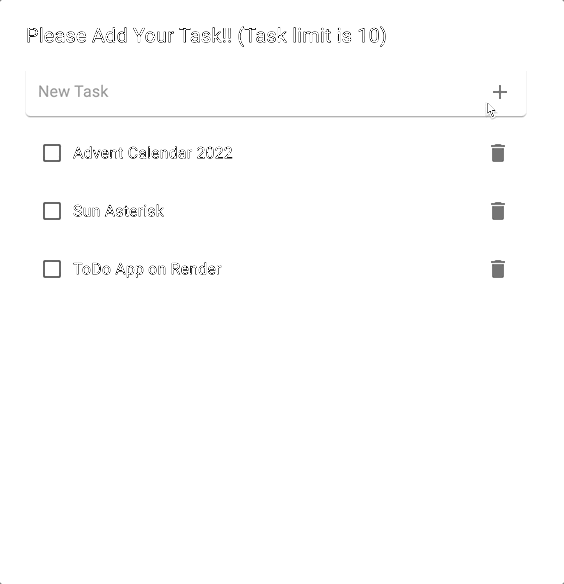 Please Add Your Task!! (Task limit is 10)
New Task
Advent Calendar 2022
Sun Asterisk
ToDo App on Render